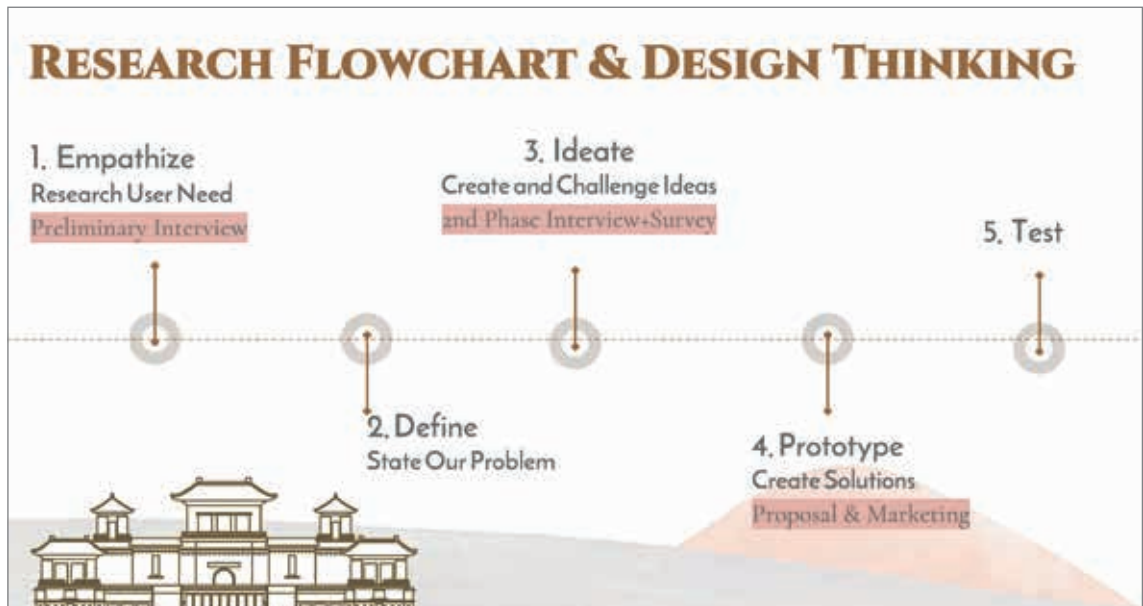 RESEARCH FLOWCHART & DESIGN THINKING
1. Empathize
Research User Need
Preliminary Interview
2. Define
State Our Problem
3. Ideate
Create and Challenge Ideas
2nd Phase Interview+Survey
4. Prototype
Create Solutions
Proposal & Marketing
5. Test